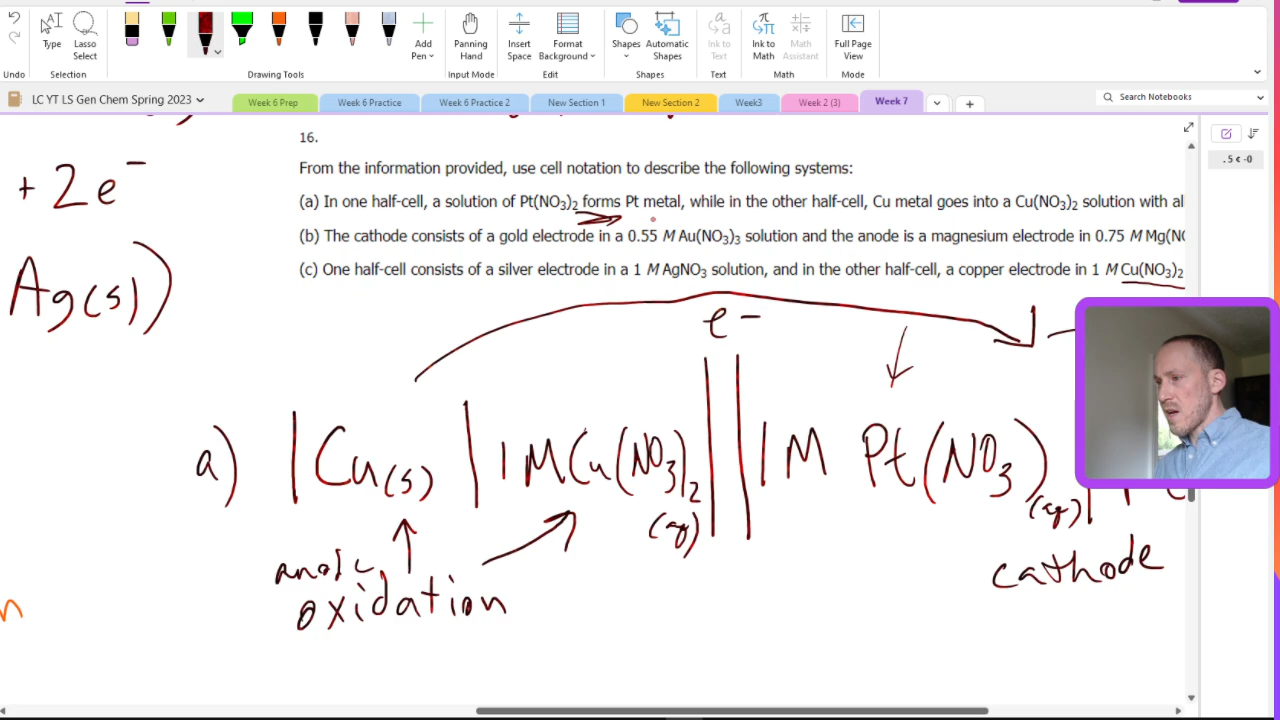 Undo
Type
Lasso Select
Selection
Drawing Tools
Add Pen
Panning Hand
Input Mode
Insert Space
Format Background
Edit
Shapes
Automatic Shapes
Shapes
Ink to Text
Text
Ink to Math
Math Assistant
Math
Full Page View
Mode
LC YT LS Gen Chem Spring 2023
Week 6 Prep
Week 6 Practice
Week 6 Practice 2
New Section 1
New Section 2
Week3
Week 2 (3)
Week 7
Search Notebooks
.5 € -0
16.
From the information provided, use cell notation to describe the following systems:
(a) In one half-cell, a solution of Pt(NO₃)₂ forms Pt metal, while in the other half-cell, Cu metal goes into a Cu(NO₃)₂ solution with al
(b) The cathode consists of a gold electrode in a 0.55 M Au(NO₃)₃ solution and the anode is a magnesium electrode in 0.75 M Mg(N
(c) One half-cell consists of a silver electrode in a 1 M AgNO₃ solution, and in the other half-cell, a copper electrode in 1 M Cu(NO₃)₂
+ 2e⁻
Ag(s))
e⁻
a) | Cu(s) | 1M Cu(NO₃)₂ (aq) || 1 M Pt(NO₃) (aq) |
anode
oxidation
cathode
n